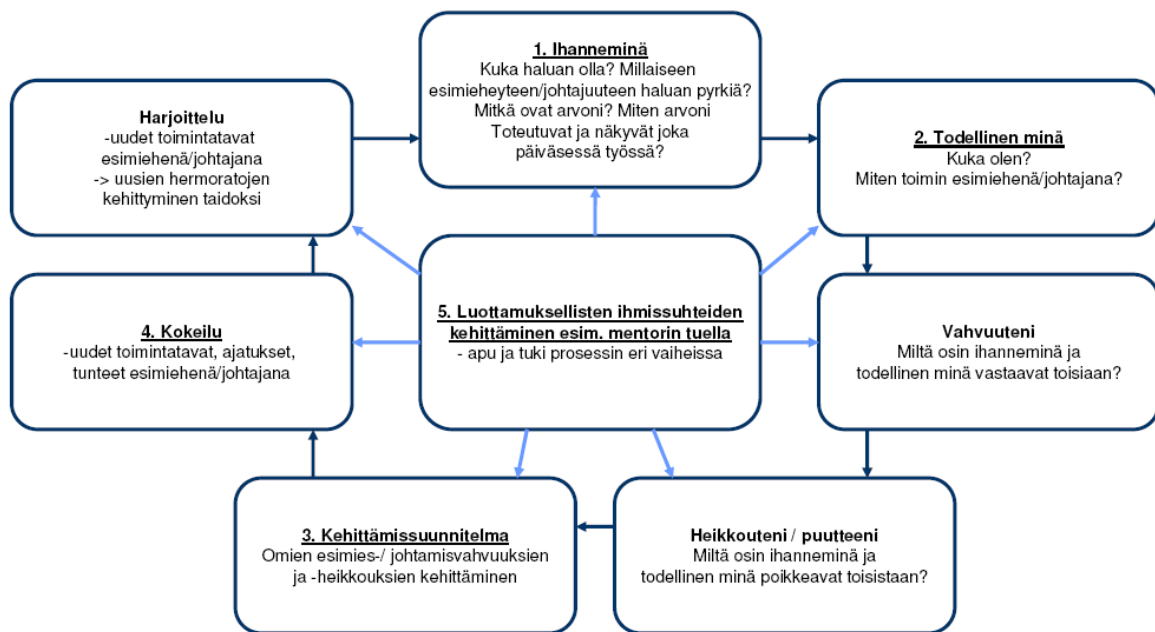 1. Ihanneminä
Kuka haluan olla? Millaiseen
esimieheyteen/johtajuuteen haluan pyrkiä?
Mitkä ovat arvoni? Miten arvoni
Toteutuvat ja näkyvät joka
päiväsessä työssä?
Harjoittelu
-uudet toimintatavat
esimiehenä/johtajana
-> uusien hermoratojen
kehittyminen taidoksi
2. Todellinen minä
Kuka olen?
Miten toimin esimiehenä/johtajana?
5. Luottamuksellisten ihmissuhteiden
kehittäminen esim. mentorin tuella
- apu ja tuki prosessin eri vaiheissa
4. Kokeilu
-uudet toimintatavat, ajatukset,
tunteet esimiehenä/johtajana
Vahvuuteni
Miltä osin ihanneminä ja
todellinen minä vastaavat toisiaan?
3. Kehittämissuunnitelma
Omien esimies-/ johtamisvahvuuksien
ja -heikkouksien kehittäminen
Heikkouteni / puutteeni
Miltä osin ihanneminä ja
todellinen minä poikkeavat toisistaan?